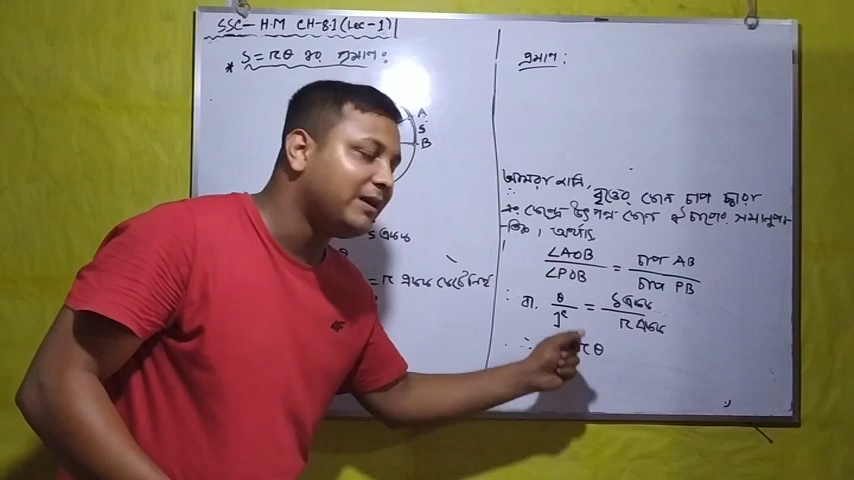 SSC - H.M CH-8.1 (Lec-1)
* S=rθ এর প্রমাণ:
A
S
B
S একক
= r একক
প্রমাণ:
আমরা জানি,
বৃত্তের কোন চাপ দ্বারা
কেন্দ্রে উৎপন্ন কোন ঐ চাপের সমানুপা-
-তিক। অর্থাৎ
∠AOB / ∠POB = চাপ AB / চাপ PB
বা, θ / 1ᶜ = S একক / r একক
∴ rθ